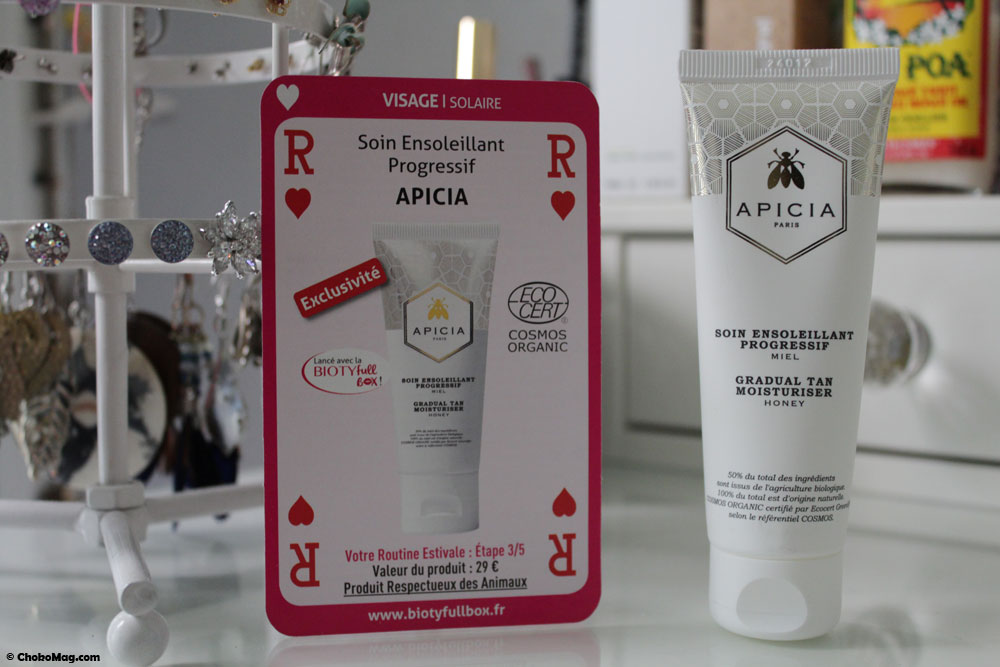 VISAGE | SOLAIRE
R
R
Soin Ensoleillant
Progressif
APICIA
Exclusivité
Lancé avec la
BIOTYfull
BOX!
ECO
CERT
®
COSMOS
ORGANIC
APICIA
PARIS
SOIN ENSOLEILLANT
PROGRESSIF
MIEL
GRADUAL TAN
MOISTURISER
HONEY
R
R
Votre Routine Estivale : Étape 3/5
Valeur du produit : 29 €
Produit Respectueux des Animaux
www.biotyfullbox.fr
APICIA
PARIS
SOIN ENSOLEILLANT
PROGRESSIF
MIEL
GRADUAL TAN
MOISTURISER
HONEY
50% du total des ingrédients
sont issus de l'agriculture biologique.
100% du total est d'origine naturelle.
COSMOS ORGANIC certifié par Ecocert
selon le référentiel COSMOS.
POA
© ChoboMag.com